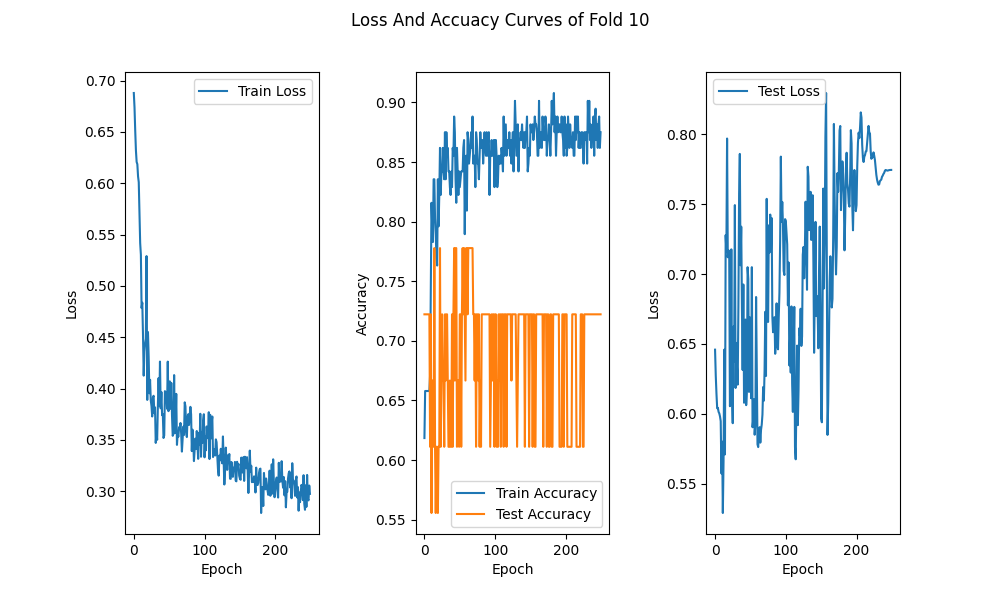 Loss And Accuacy Curves of Fold 10
0.70
0.65
0.60
0.55
0.50
0.45
0.40
0.35
0.30
Loss
0
100
200
Epoch
Train Loss
0.90
0.85
0.80
0.75
0.70
0.65
0.60
0.55
Accuracy
0
100
200
Epoch
Train Accuracy
Test Accuracy
0.80
0.75
0.70
0.65
0.60
0.55
Loss
0
100
200
Epoch
Test Loss